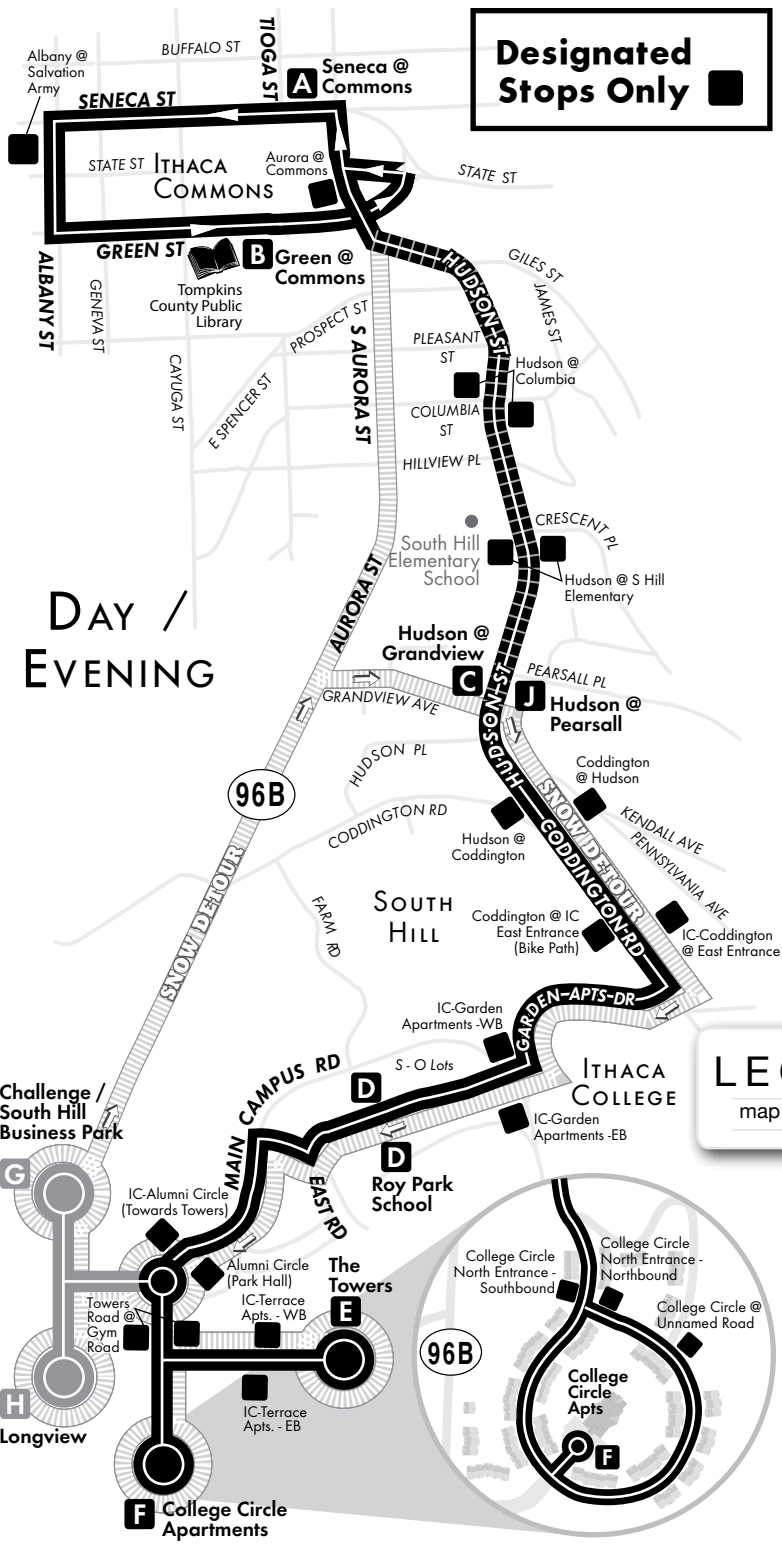 Designated
Stops Only
TIOGA ST
BUFFALO ST
Albany @
Salvation
Army
A
Seneca @
Commons
SENECA ST
STATE ST
ITHACA
COMMONS
Aurora @
Commons
STATE ST
GREEN ST
B
Green @
Commons
ALBANY ST
Tompkins
County Public
Library
GENEVA ST
CAYUGA ST
PROSPECT ST
E SPENCER ST
S AURORA ST
HUDSON ST
GILES ST
JAMES ST
PLEASANT
ST
Hudson @
Columbia
COLUMBIA
ST
HILLVIEW PL
CRESCENT PL
South Hill
Elementary
School
Hudson @ S Hill
Elementary
DAY /
EVENING
AURORA ST
Hudson @
Grandview
C
PEARSALL PL
J
Hudson @
Pearsall
GRANDVIEW AVE
HUDSON ST
HUDSON PL
Coddington
@ Hudson
96B
CODDINGTON RD
SNOW DETOUR
KENDALL AVE
PENNSYLVANIA AVE
Hudson @
Coddington
CODDINGTON RD
SNOW DETOUR
FARM RD
SOUTH
HILL
Coddington @ IC
East Entrance
(Bike Path)
IC-Coddington
@ East Entrance
GARDEN APTS DR
IC-Garden
Apartments -WB
S - O Lots
ITHACA
COLLEGE
LE
map
IC-Garden
Apartments -EB
MAIN CAMPUS RD
D
D
Roy Park
School
EAST RD
Challenge /
South Hill
Business Park
G
IC-Alumni Circle
(Towards Towers)
Alumni Circle
(Park Hall)
The
Towers
E
Towers
Road @
Gym
Road
IC-Terrace
Apts. - WB
IC-Terrace
Apts. - EB
H
Longview
F
College Circle
Apartments
College Circle
North Entrance -
Southbound
College Circle
North Entrance -
Northbound
College Circle @
Unnamed Road
96B
College
Circle
Apts
F